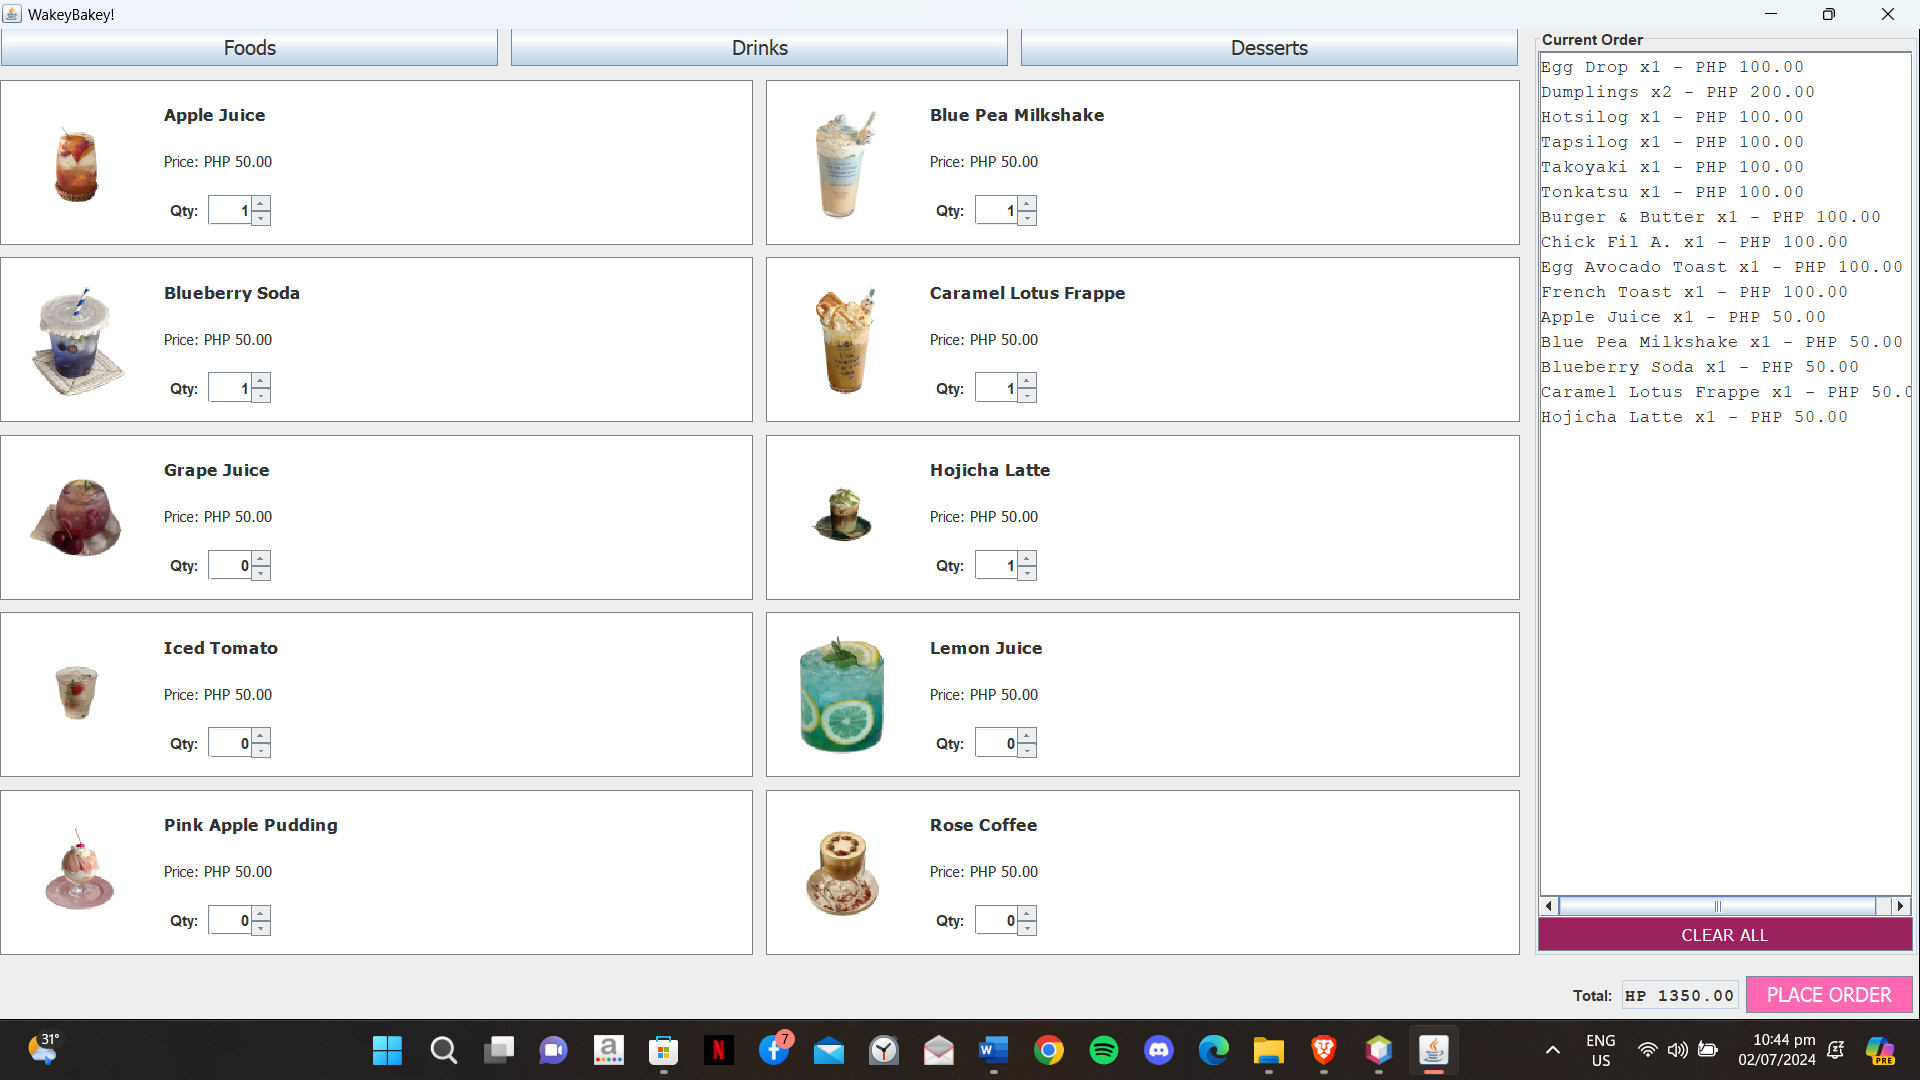 WakeyBakey!
Foods
Drinks
Desserts
Apple Juice
Price: PHP 50.00
Qty: 1
Blue Pea Milkshake
Price: PHP 50.00
Qty: 1
Blueberry Soda
Price: PHP 50.00
Qty: 1
Caramel Lotus Frappe
Price: PHP 50.00
Qty: 1
Grape Juice
Price: PHP 50.00
Qty: 0
Hojicha Latte
Price: PHP 50.00
Qty: 1
Iced Tomato
Price: PHP 50.00
Qty: 0
Lemon Juice
Price: PHP 50.00
Qty: 0
Pink Apple Pudding
Price: PHP 50.00
Qty: 0
Rose Coffee
Price: PHP 50.00
Qty: 0
Current Order
Egg Drop x1 - PHP 100.00
Dumplings x2 - PHP 200.00
Hotsilog x1 - PHP 100.00
Tapsilog x1 - PHP 100.00
Takoyaki x1 - PHP 100.00
Tonkatsu x1 - PHP 100.00
Burger & Butter x1 - PHP 100.00
Chick Fil A. x1 - PHP 100.00
Egg Avocado Toast x1 - PHP 100.00
French Toast x1 - PHP 100.00
Apple Juice x1 - PHP 50.00
Blue Pea Milkshake x1 - PHP 50.00
Blueberry Soda x1 - PHP 50.00
Caramel Lotus Frappe x1 - PHP 50.0
Hojicha Latte x1 - PHP 50.00
CLEAR ALL
Total: HP 1350.00
PLACE ORDER
31°
a
N
7
W
PRE
ENG
US
10:44 pm
02/07/2024